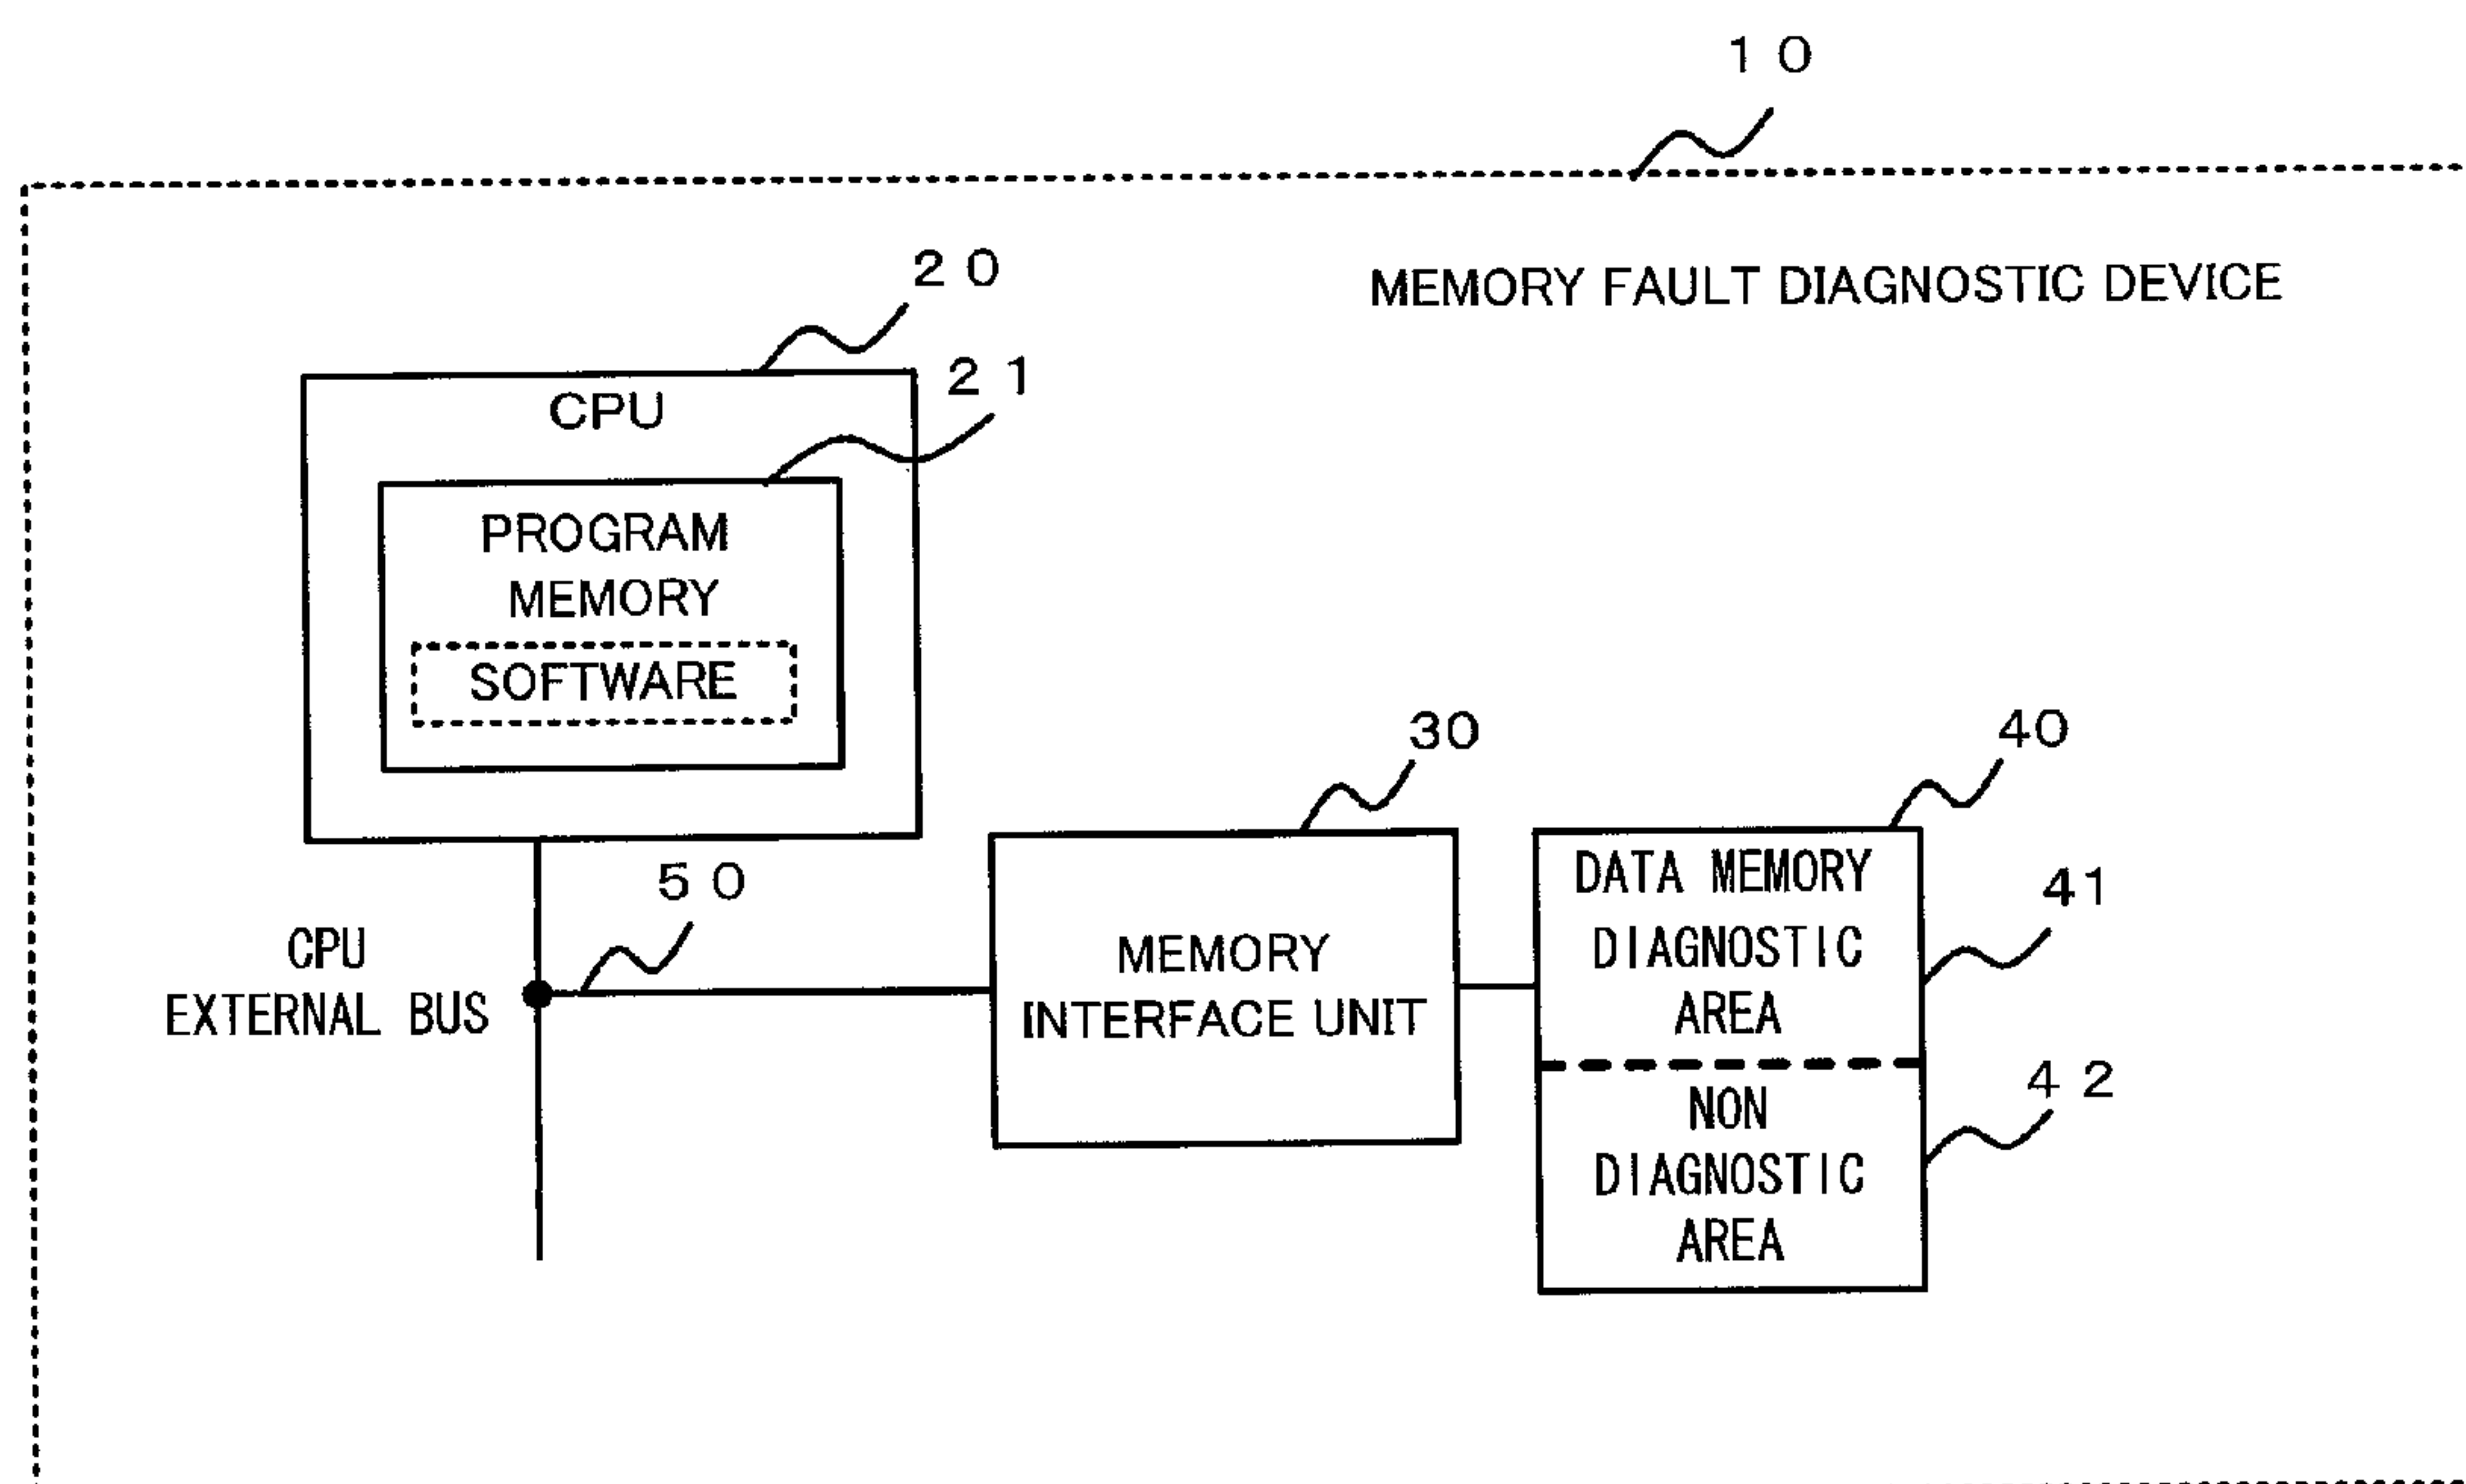 10
MEMORY FAULT DIAGNOSTIC DEVICE
20
CPU
21
PROGRAM
MEMORY
SOFTWARE
30
40
50
CPU
EXTERNAL BUS
MEMORY
INTERFACE UNIT
DATA MEMORY
DIAGNOSTIC
AREA
41
NON
DIAGNOSTIC
AREA
42